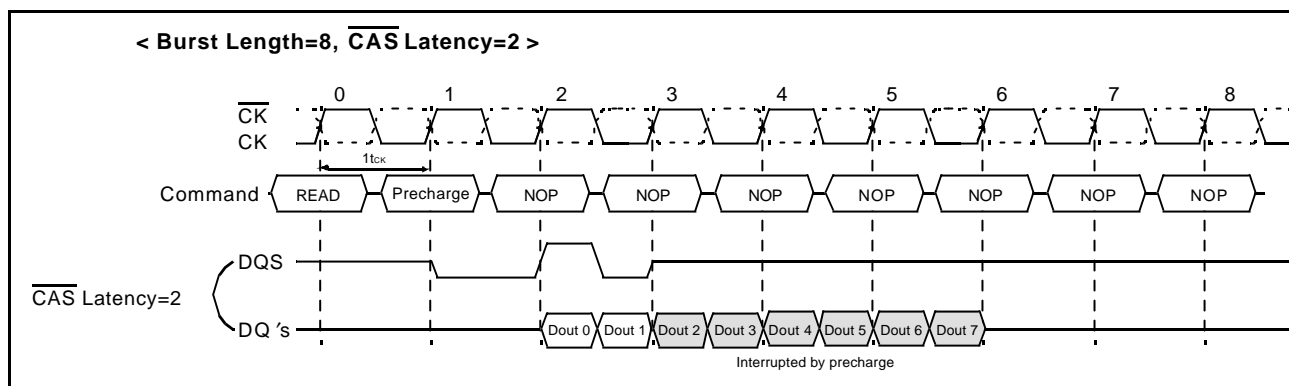 < Burst Length=8, CAS Latency=2 >
0 1 2 3 4 5 6 7 8
CK
CK
1tCK
Command READ Precharge NOP NOP NOP NOP NOP NOP NOP
DQS
CAS Latency=2
DQ's Dout 0 Dout 1 Dout 2 Dout 3 Dout 4 Dout 5 Dout 6 Dout 7
Interrupted by precharge